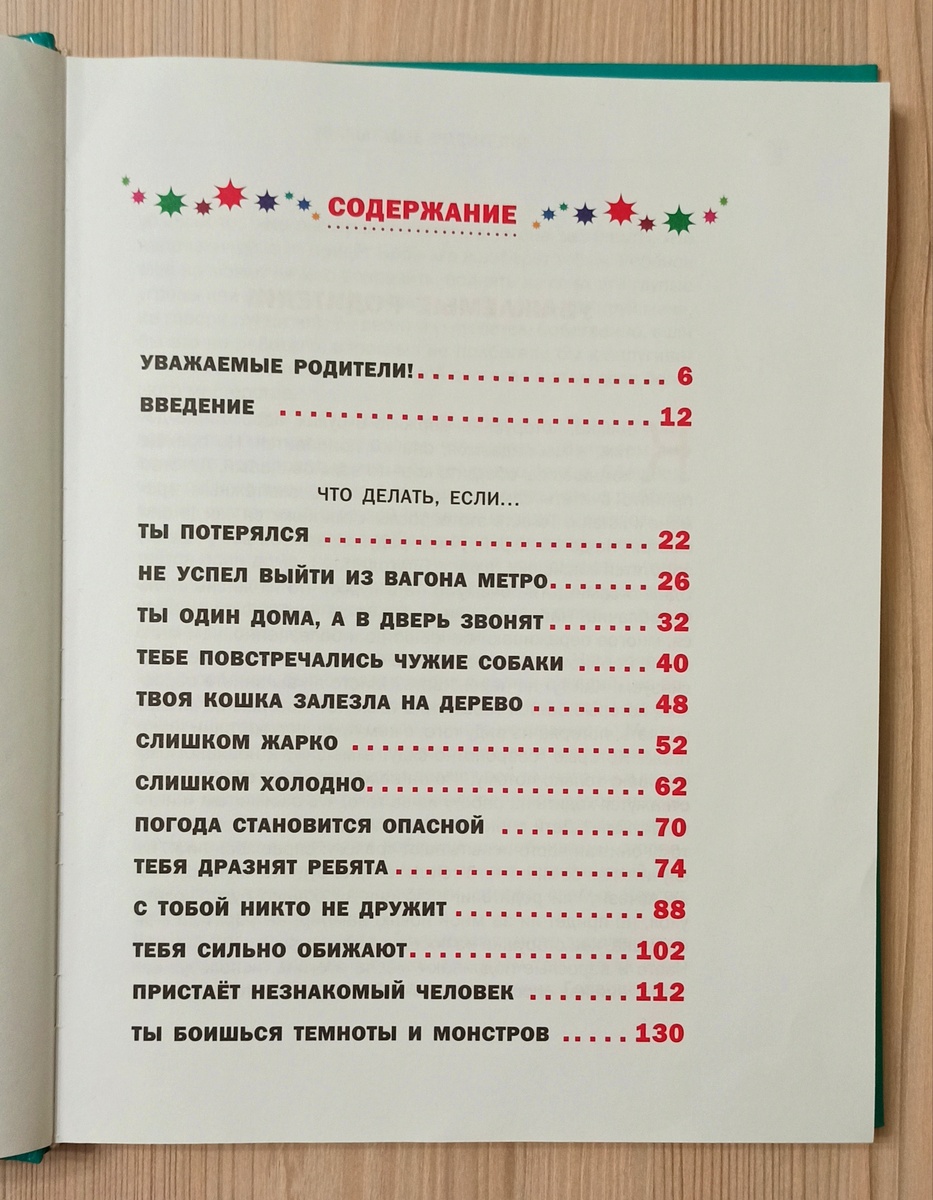 СОДЕРЖАНИЕ
УВАЖАЕМЫЕ РОДИТЕЛИ! . . . . . . . . . . . . . . . . 6
ВВЕДЕНИЕ . . . . . . . . . . . . . . . . . . . . . . . . 12
ЧТО ДЕЛАТЬ, ЕСЛИ...
ТЫ ПОТЕРЯЛСЯ . . . . . . . . . . . . . . . . . . . . . 22
НЕ УСПЕЛ ВЫЙТИ ИЗ ВАГОНА МЕТРО . . . . . . . 26
ТЫ ОДИН ДОМА, А В ДВЕРЬ ЗВОНЯТ . . . . . . . 32
ТЕБЕ ПОВСТРЕЧАЛИСЬ ЧУЖИЕ СОБАКИ . . . . . 40
ТВОЯ КОШКА ЗАЛЕЗЛА НА ДЕРЕВО . . . . . . . . 48
СЛИШКОМ ЖАРКО . . . . . . . . . . . . . . . . . . . 52
СЛИШКОМ ХОЛОДНО . . . . . . . . . . . . . . . . . . 62
ПОГОДА СТАНОВИТСЯ ОПАСНОЙ . . . . . . . . . . 70
ТЕБЯ ДРАЗНЯТ РЕБЯТА . . . . . . . . . . . . . . . . 74
С ТОБОЙ НИКТО НЕ ДРУЖИТ . . . . . . . . . . . . 88
ТЕБЯ СИЛЬНО ОБИЖАЮТ . . . . . . . . . . . . . . 102
ПРИСТАЁТ НЕЗНАКОМЫЙ ЧЕЛОВЕК . . . . . . . 112
ТЫ БОИШЬСЯ ТЕМНОТЫ И МОНСТРОВ . . . . . 130